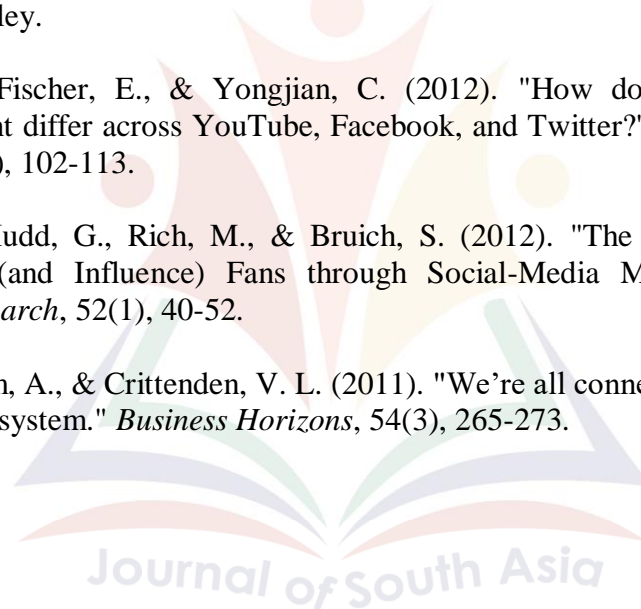 ley.
Fischer, E., & Yongjian, C. (2012). "How do
nt differ across YouTube, Facebook, and Twitter?"
), 102-113.
udd, G., Rich, M., & Bruich, S. (2012). "The
(and Influence) Fans through Social-Media M
arch, 52(1), 40-52.
n, A., & Crittenden, V. L. (2011). "We’re all conne
system." Business Horizons, 54(3), 265-273.
Journal of South Asia